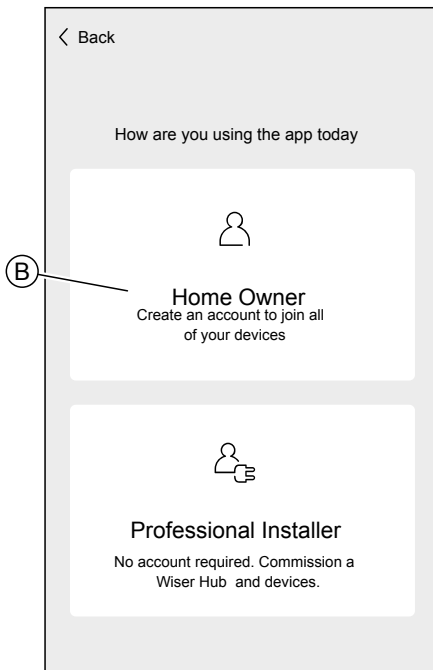 Back
How are you using the app today
B
Home Owner
Create an account to join all
of your devices
Professional Installer
No account required. Commission a
Wiser Hub and devices.